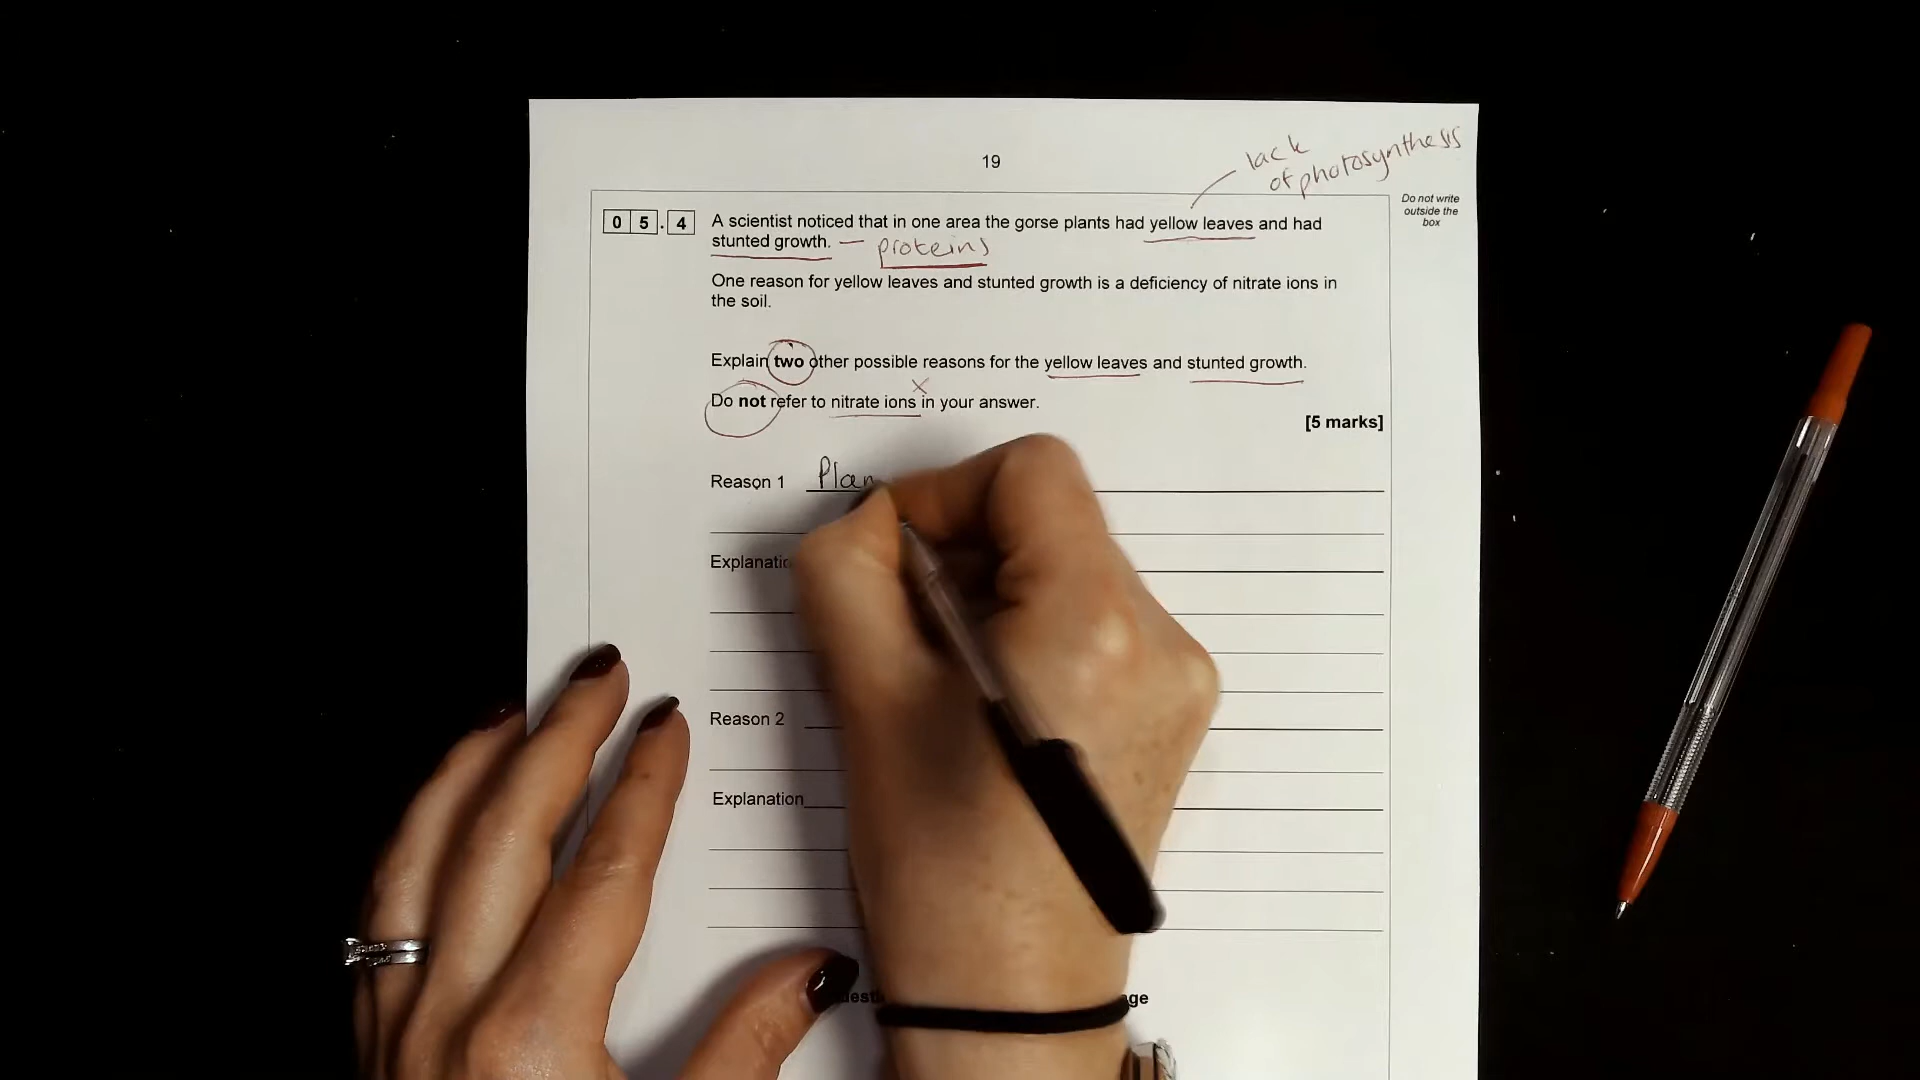 lack
of photosynthesis
19
Do not write
outside the
box
0 5 . 4 A scientist noticed that in one area the gorse plants had yellow leaves and had
stunted growth. — proteins
One reason for yellow leaves and stunted growth is a deficiency of nitrate ions in
the soil.
Explain two other possible reasons for the yellow leaves and stunted growth.
x
Do not refer to nitrate ions in your answer.
[5 marks]
Reason 1 Plan
Reason 2
Explanation